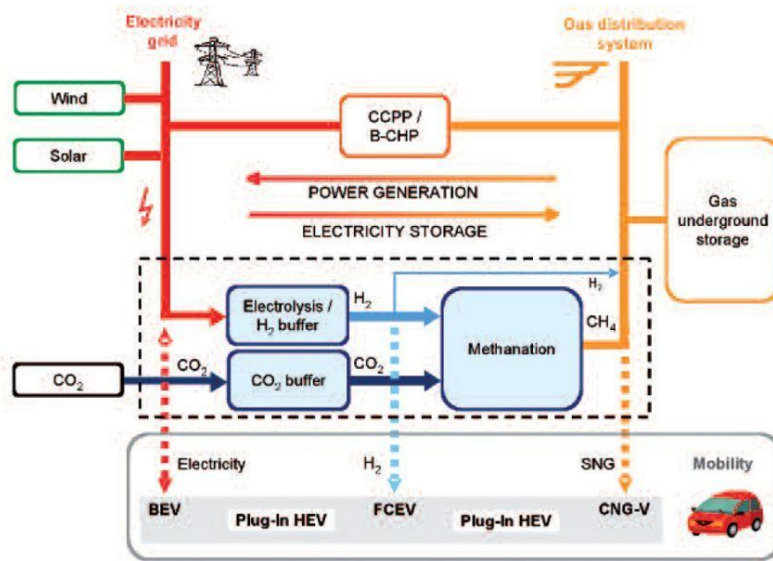 Electricity
grid
Gas distribution
system
Wind
CCPP /
B-CHP
Solar
POWER GENERATION
ELECTRICITY STORAGE
Gas
underground
storage
H₂
Electrolysis /
H₂ buffer
H₂
Methanation
CH₄
CO₂
CO₂
CO₂ buffer
CO₂
Electricity
H₂
SNG
Mobility
BEV
Plug-In HEV
FCEV
Plug-In HEV
CNG-V